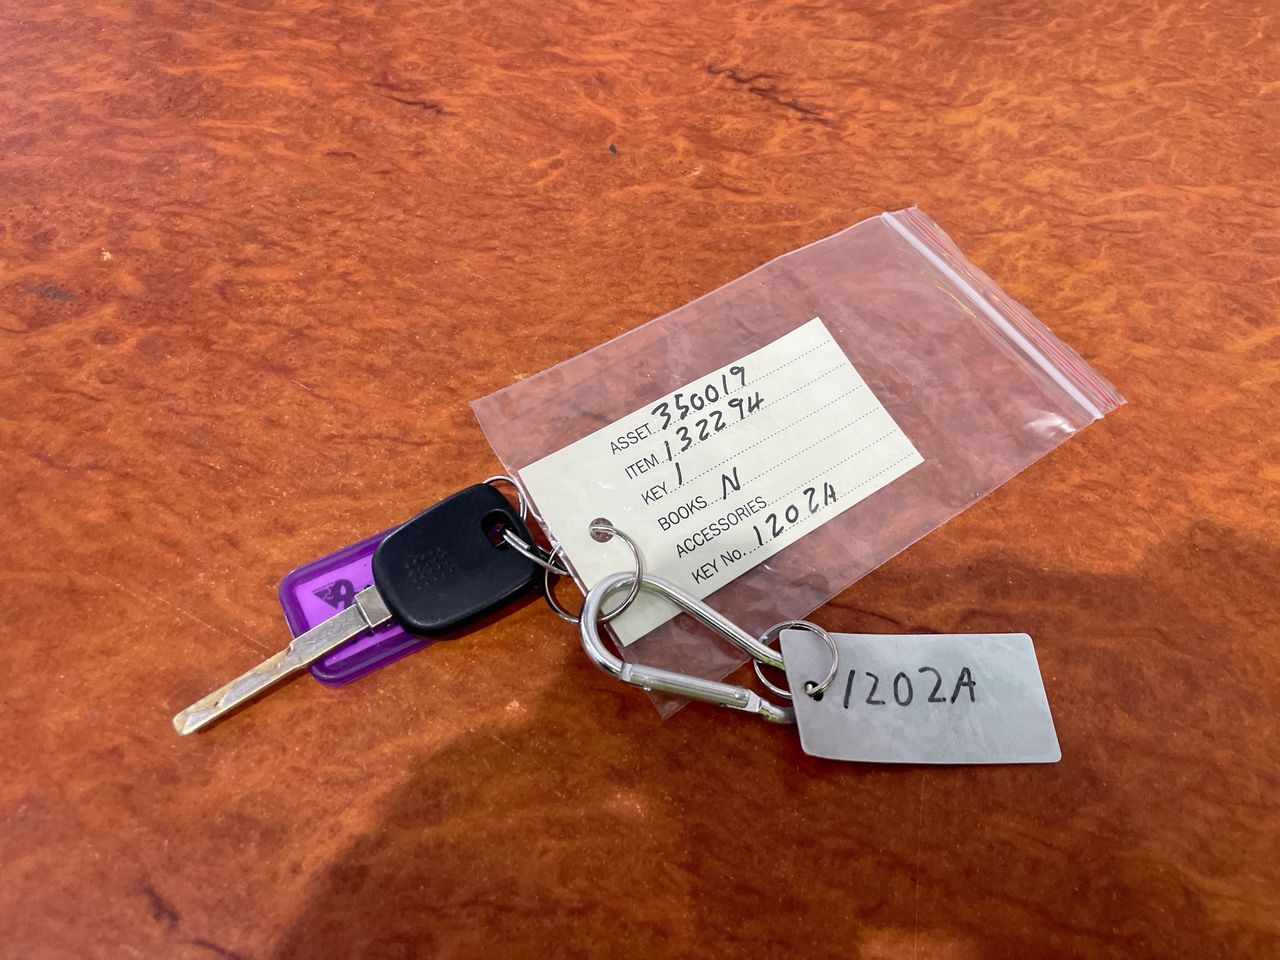 ASSET 350019
ITEM 132294
KEY 1
BOOKS N
ACCESSORIES
KEY No. 1202A
1202A